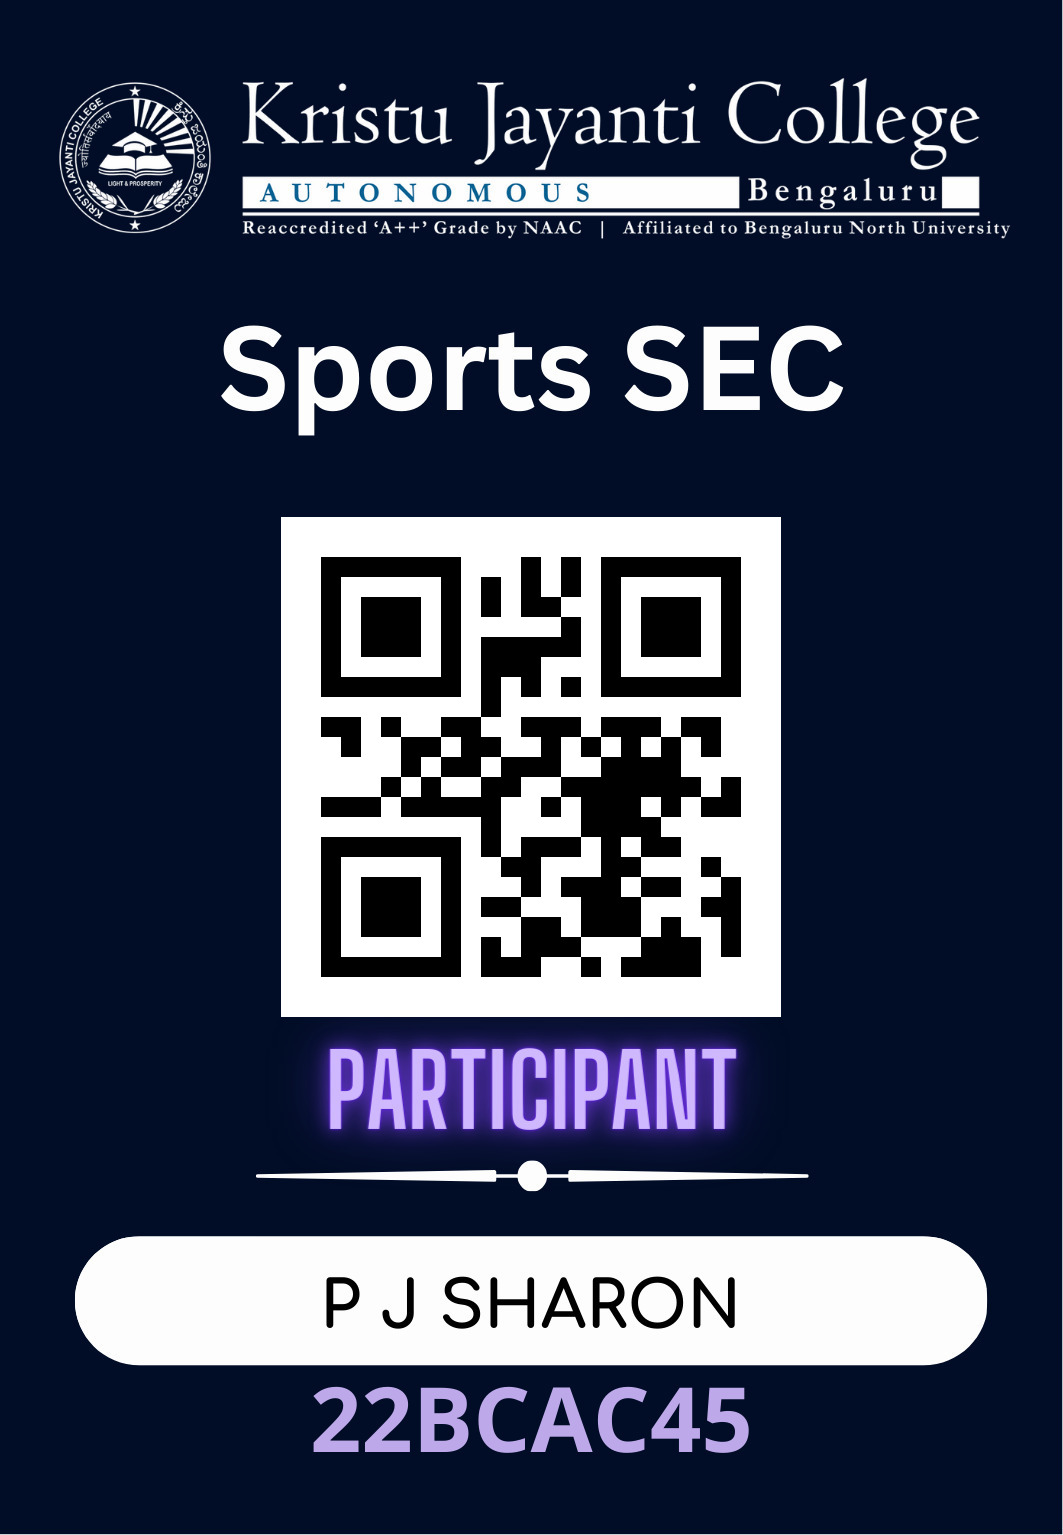 Kristu Jayanti College
AUTONOMOUS Bengaluru
Reaccredited ‘A++’ Grade by NAAC | Affiliated to Bengaluru North University
KRISTU JAYANTI COLLEGE
LIGHT & PROSPERITY
Sports SEC
PARTICIPANT
P J SHARON
22BCAC45